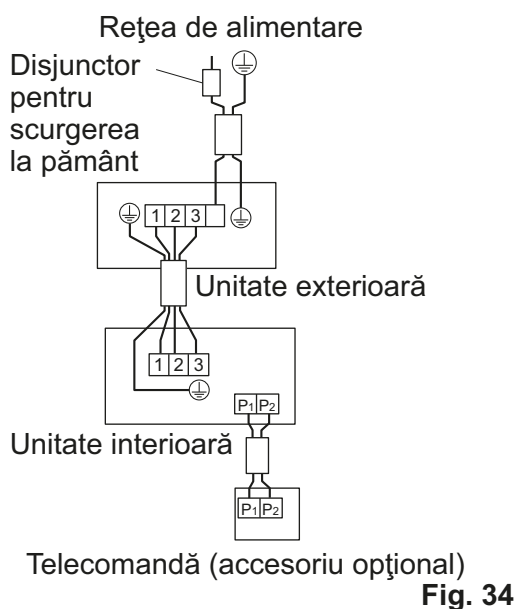 Reţea de alimentare
Disjunctor
pentru
scurgerea
la pământ
1 2 3
Unitate exterioară
1 2 3
P1 P2
Unitate interioară
P1 P2
Telecomandă (accesoriu opţional)
Fig. 34